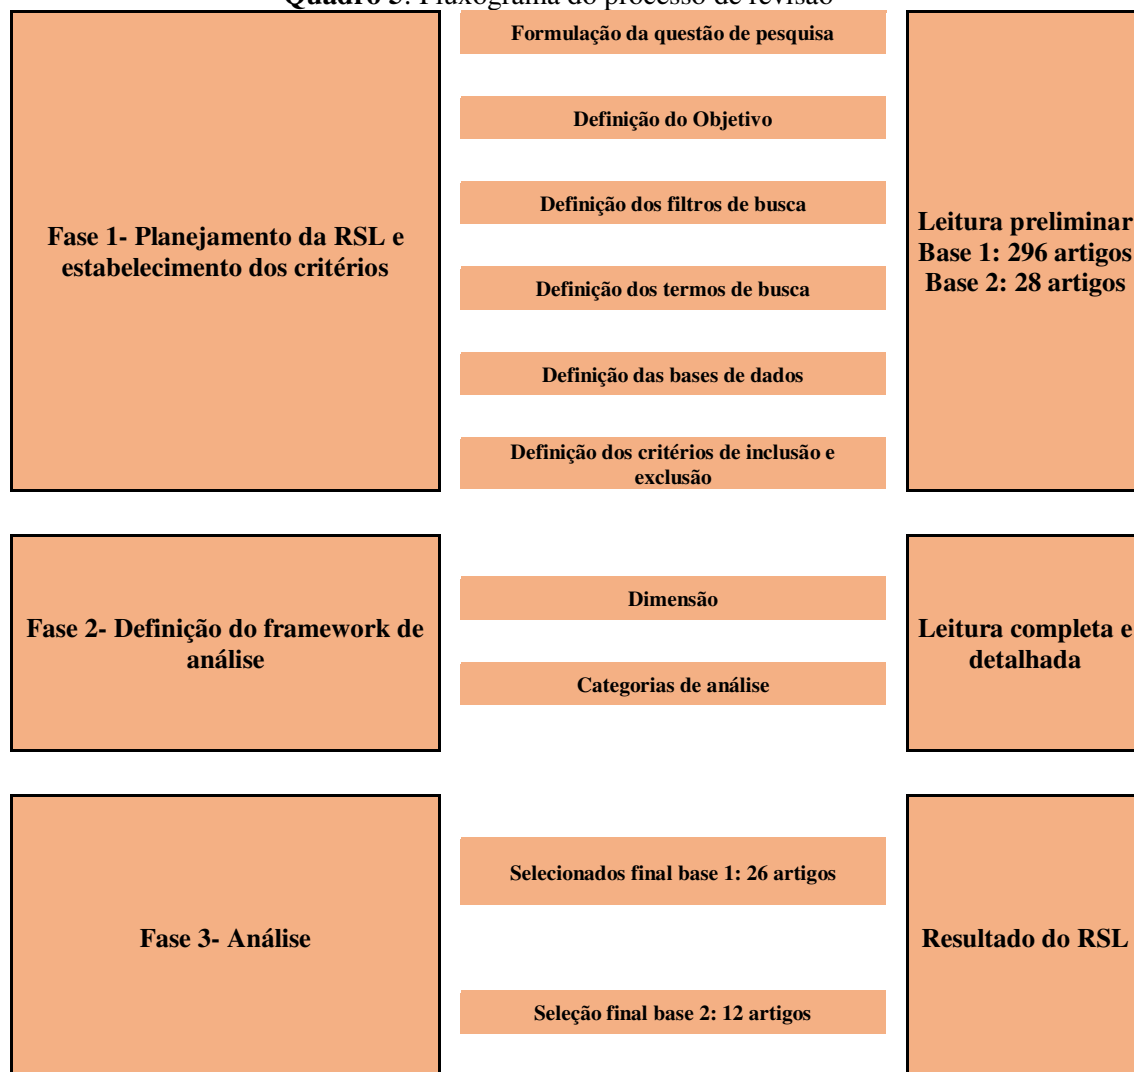 Quadro 5: Fluxograma do processo de revisão
Formulação da questão de pesquisa
Definição do Objetivo
Definição dos filtros de busca
Fase 1- Planejamento da RSL e
estabelecimento dos critérios
Definição dos termos de busca
Definição das bases de dados
Definição dos critérios de inclusão e
exclusão
Leitura preliminar
Base 1: 296 artigos
Base 2: 28 artigos
Fase 2- Definição do framework de
análise
Dimensão
Categorias de análise
Leitura completa e
detalhada
Fase 3- Análise
Selecionados final base 1: 26 artigos
Seleção final base 2: 12 artigos
Resultado do RSL